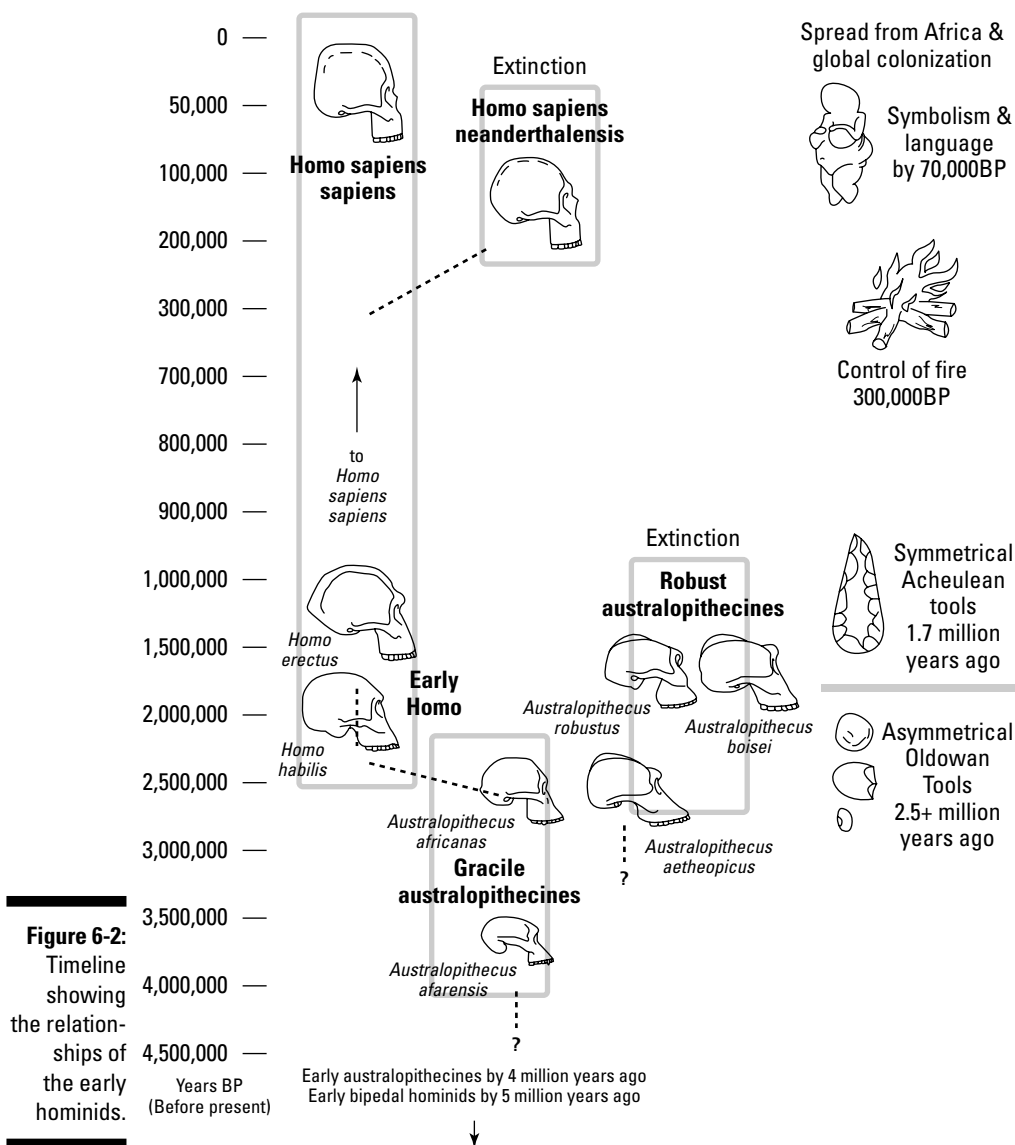 0
50,000
100,000
200,000
300,000
700,000
800,000
900,000
1,000,000
1,500,000
2,000,000
2,500,000
3,000,000
3,500,000
4,000,000
4,500,000
Years BP
(Before present)
Homo sapiens
sapiens
Extinction
Homo sapiens
neanderthalensis
to
Homo
sapiens
sapiens
Homo
erectus
Early
Homo
Homo
habilis
Extinction
Robust
australopithecines
Australopithecus
robustus
Australopithecus
boisei
Australopithecus
africanas
Australopithecus
aetheopicus
?
Gracile
australopithecines
Australopithecus
afarensis
?
Early australopithecines by 4 million years ago
Early bipedal hominids by 5 million years ago
Spread from Africa &
global colonization
Symbolism &
language
by 70,000BP
Control of fire
300,000BP
Symmetrical
Acheulean
tools
1.7 million
years ago
Asymmetrical
Oldowan
Tools
2.5+ million
years ago
Figure 6-2:
Timeline
showing
the relation-
ships of
the early
hominids.